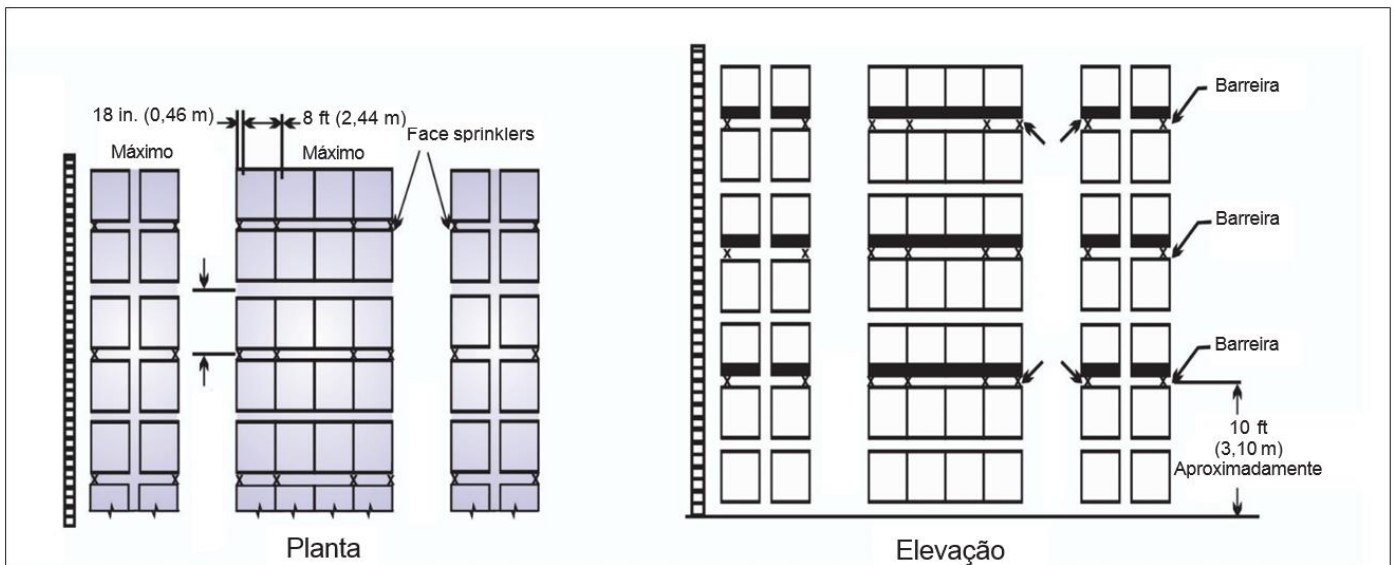 18 in. (0,46 m)
8 ft (2,44 m)
Face sprinklers
Máximo
Máximo
Planta
Barreira
Barreira
Barreira
10 ft
(3,10 m)
Aproximadamente
Elevação